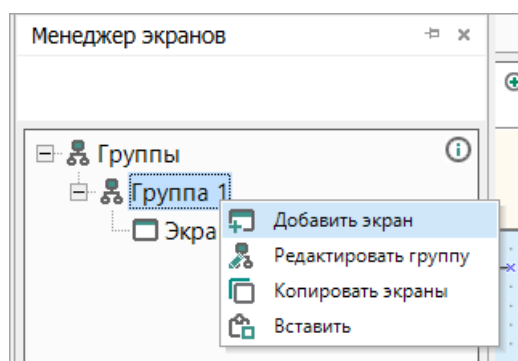 Менеджер экранов
Группы
Группа 1
Экра
Добавить экран
Редактировать группу
Копировать экраны
Вставить